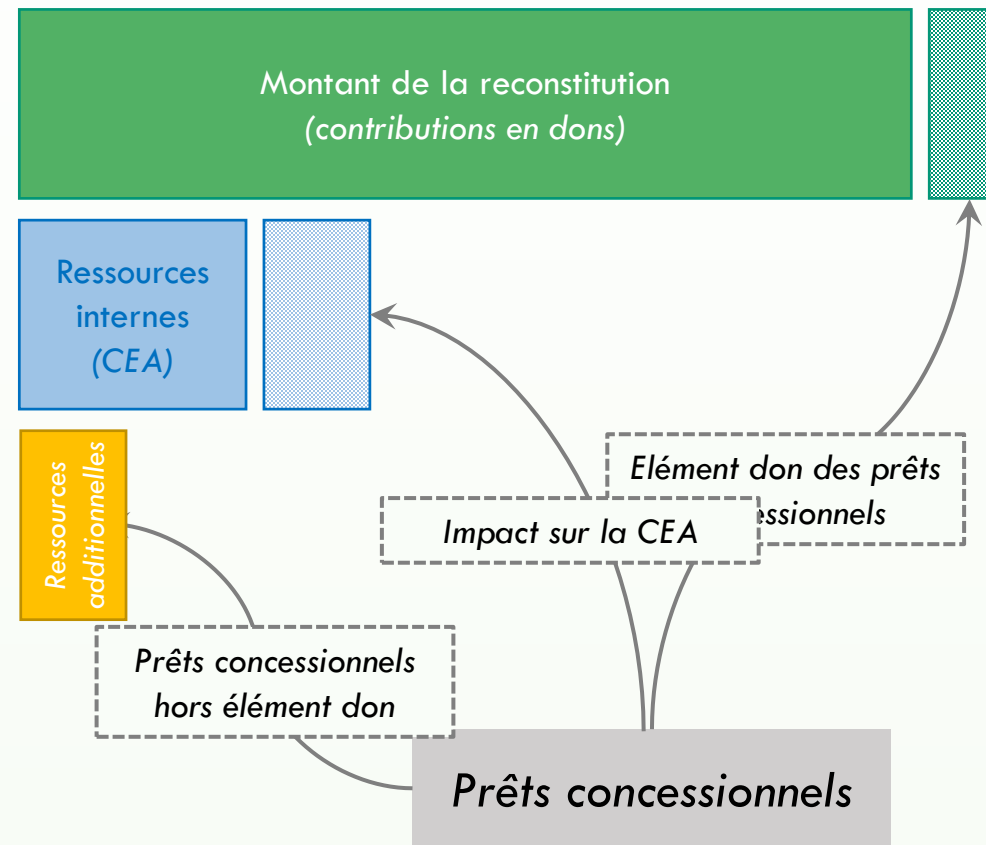 Montant de la reconstitution
(contributions en dons)
Ressources
internes
(CEA)
Ressources
additionnelles
Elément don des prêts
essionnels
Impact sur la CEA
Prêts concessionnels
hors élément don
Prêts concessionnels